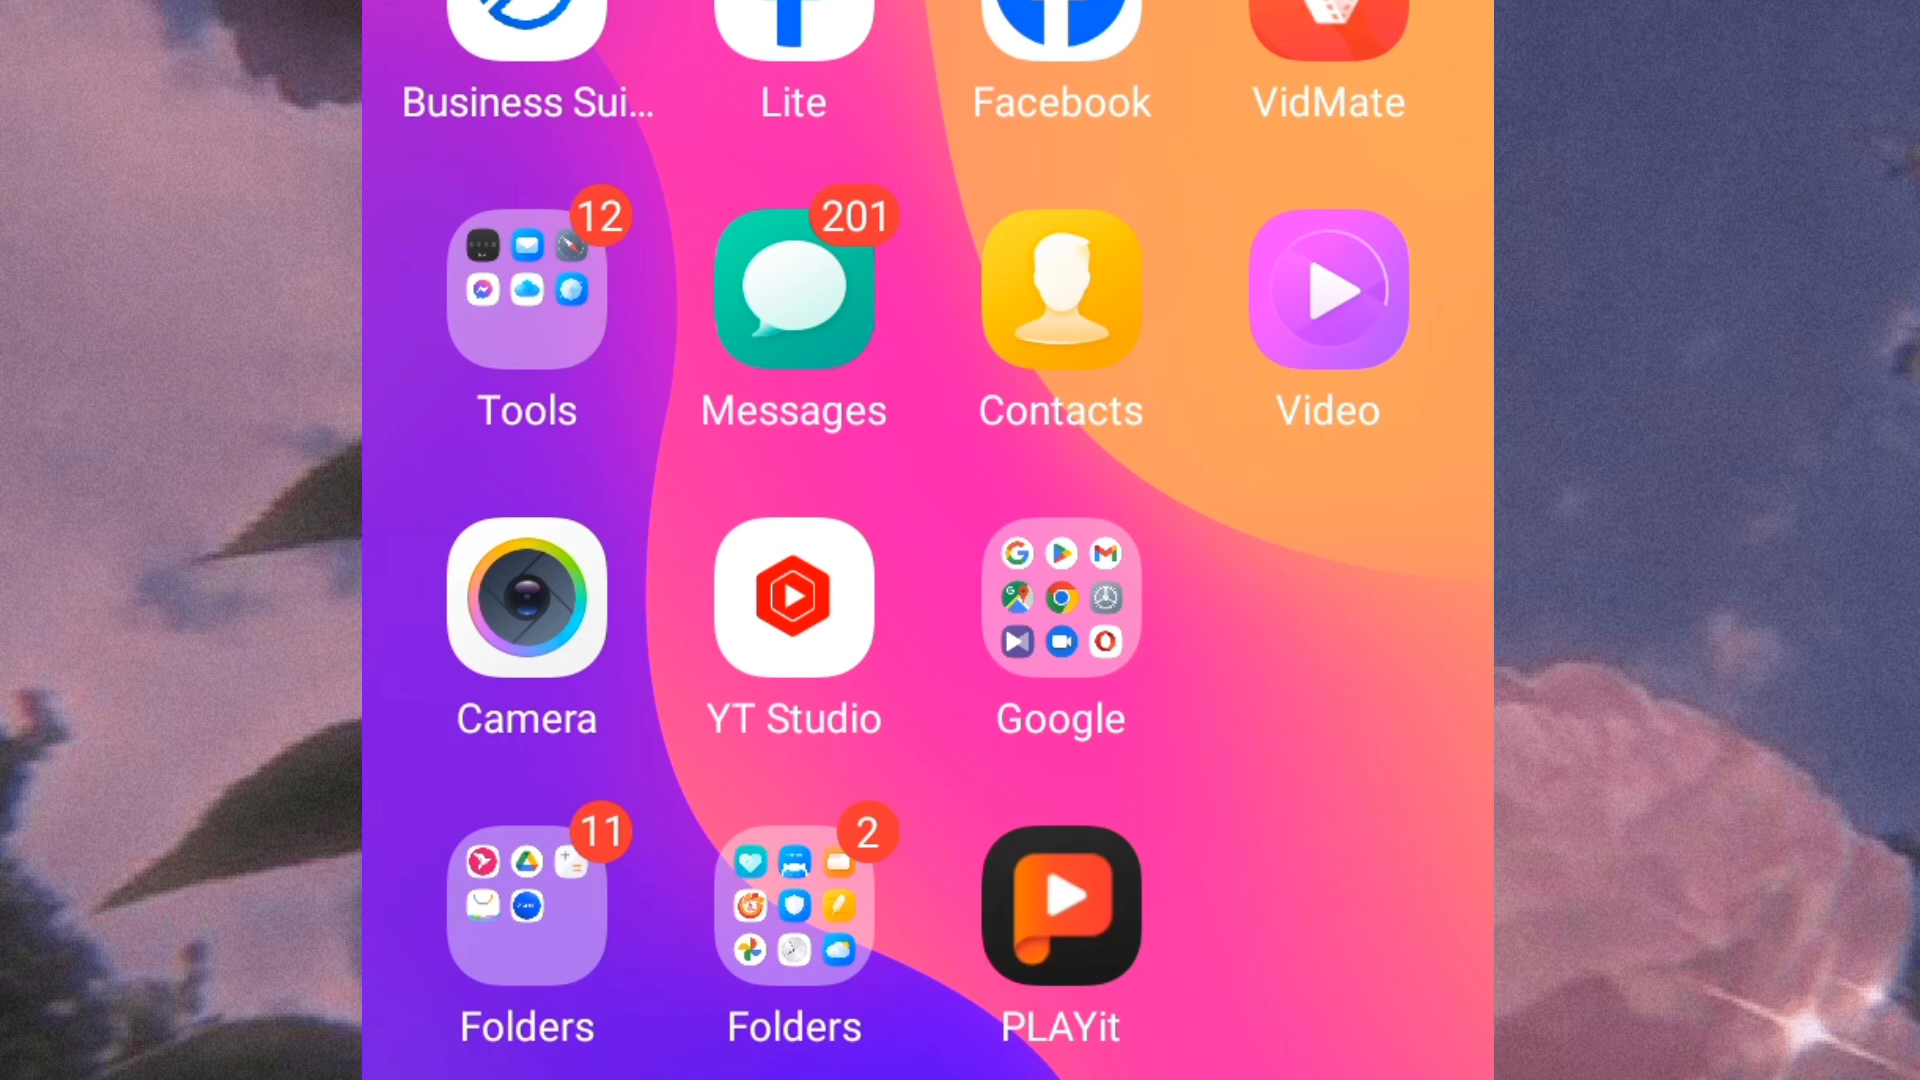 Business Sui...
Lite
Facebook
VidMate
12
201
Tools
Messages
Contacts
Video
Camera
YT Studio
Google
11
2
Folders
Folders
PLAYit